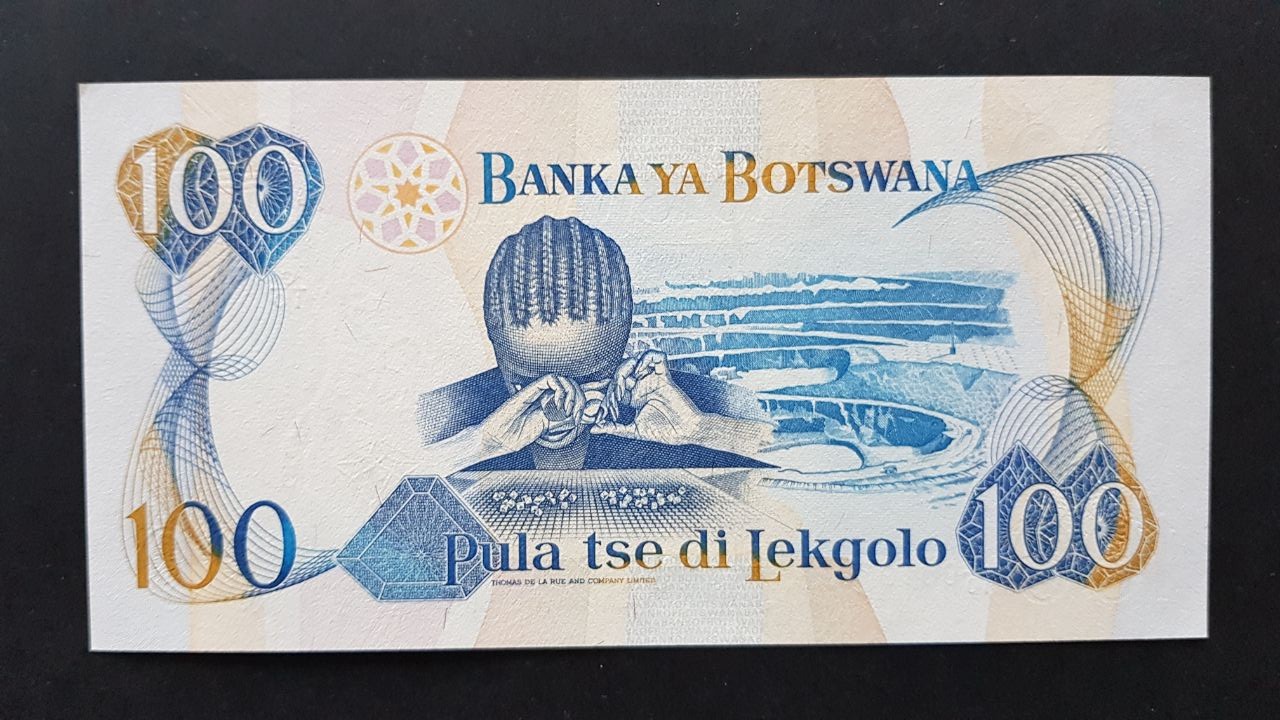 100
BANKA YA BOTSWANA
100
Pula tse di Lekgolo
100
THOMAS DE LA RUE AND COMPANY LIMITED